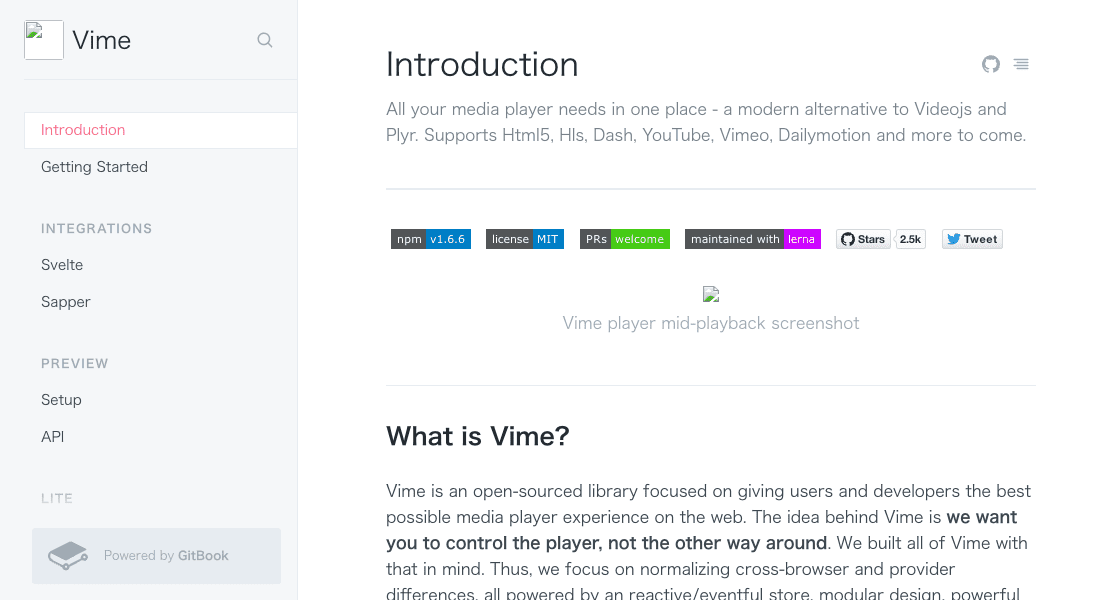 Vime
Introduction
Getting Started
INTEGRATIONS
Svelte
Sapper
PREVIEW
Setup
API
LITE
Powered by GitBook
Introduction
All your media player needs in one place - a modern alternative to Videojs and
Plyr. Supports Html5, Hls, Dash, YouTube, Vimeo, Dailymotion and more to come.
npm v1.6.6 license MIT PRs welcome maintained with lerna Stars 2.5k Tweet
Vime player mid-playback screenshot
What is Vime?
Vime is an open-sourced library focused on giving users and developers the best
possible media player experience on the web. The idea behind Vime is we want
you to control the player, not the other way around. We built all of Vime with
that in mind. Thus, we focus on normalizing cross-browser and provider
differences, all powered by an reactive/eventful store, modular design, powerful